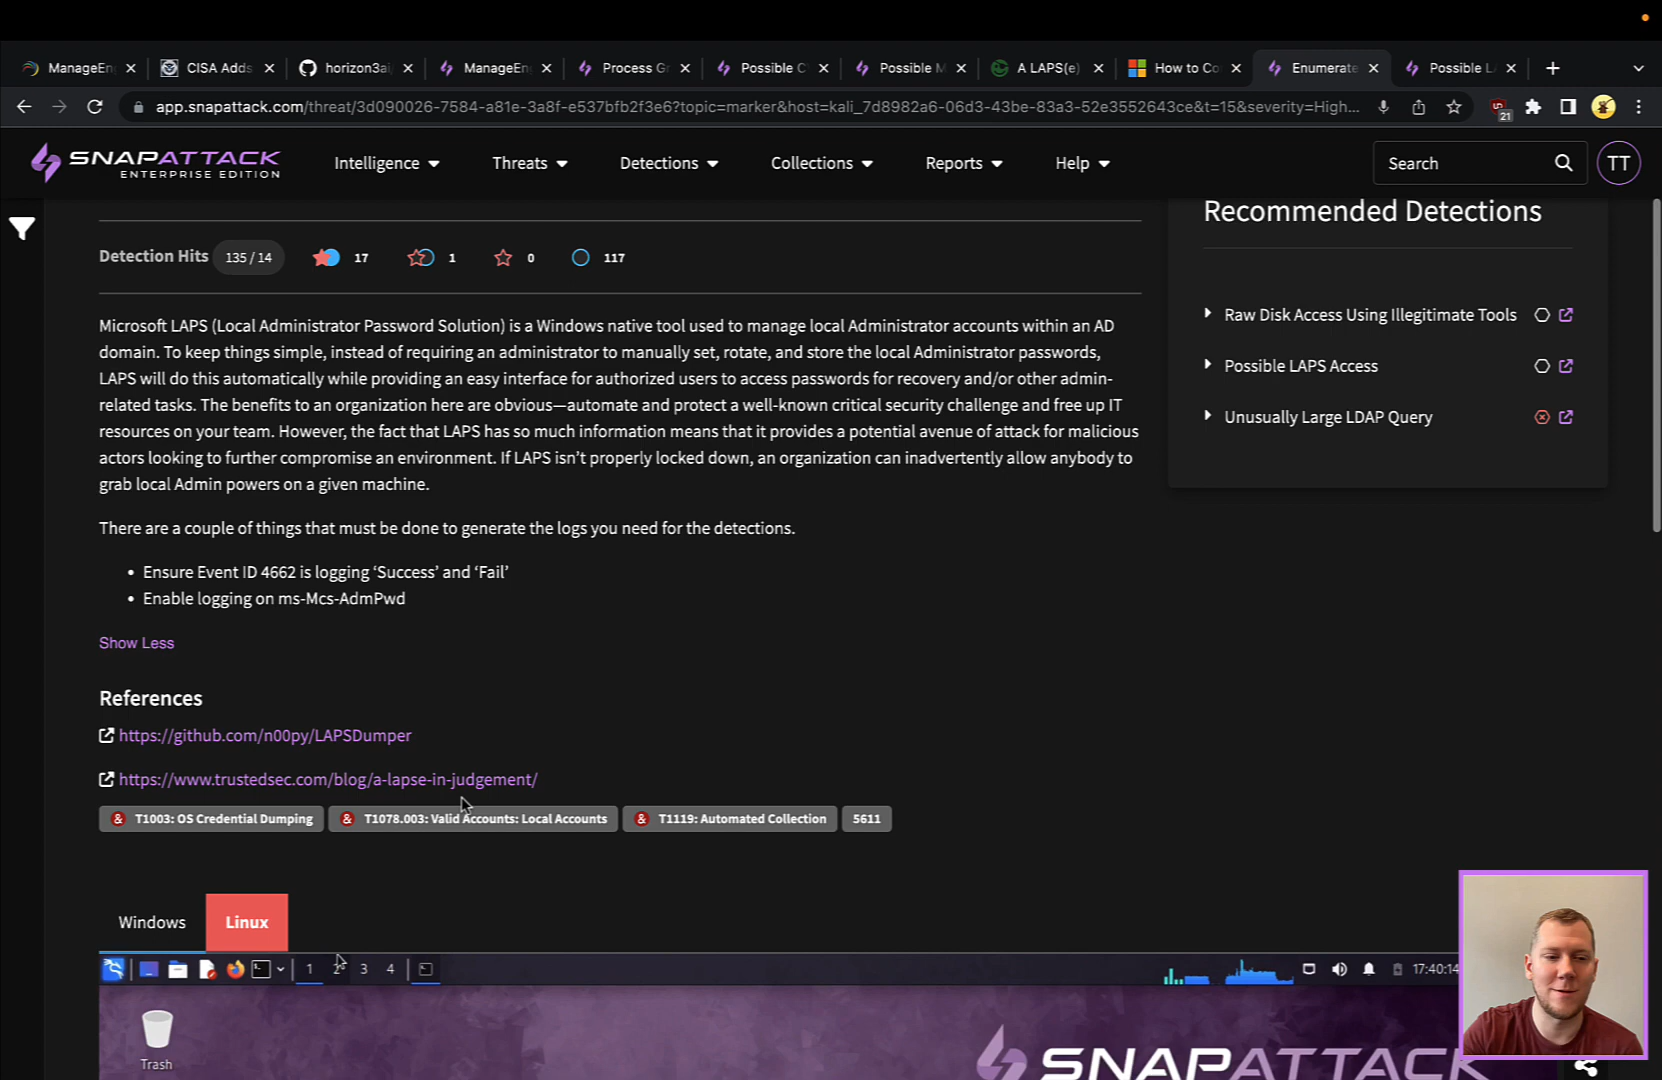 ManageEn
CISA Adds
horizon3ai
ManageEn
Process Gr
Possible C
Possible M
A LAPS(e)
How to Co
Enumerate
Possible LA
app.snapattack.com/threat/3d090026-7584-a81e-3a8f-e537bfb2f3e6?topic=marker&host=kali_7d8982a6-06d3-43be-83a3-52e3552643ce&t=15&severity=High...
21
SNAPATTACK
ENTERPRISE EDITION
Intelligence
Threats
Detections
Collections
Reports
Help
Search
TT
Recommended Detections
Detection Hits 135 / 14 17 1 0 117
Raw Disk Access Using Illegitimate Tools
Possible LAPS Access
Unusually Large LDAP Query
Microsoft LAPS (Local Administrator Password Solution) is a Windows native tool used to manage local Administrator accounts within an AD
domain. To keep things simple, instead of requiring an administrator to manually set, rotate, and store the local Administrator passwords,
LAPS will do this automatically while providing an easy interface for authorized users to access passwords for recovery and/or other admin-
related tasks. The benefits to an organization here are obvious—automate and protect a well-known critical security challenge and free up IT
resources on your team. However, the fact that LAPS has so much information means that it provides a potential avenue of attack for malicious
actors looking to further compromise an environment. If LAPS isn’t properly locked down, an organization can inadvertently allow anybody to
grab local Admin powers on a given machine.
There are a couple of things that must be done to generate the logs you need for the detections.
• Ensure Event ID 4662 is logging ‘Success’ and ‘Fail’
• Enable logging on ms-Mcs-AdmPwd
Show Less
References
https://github.com/n00py/LAPSDumper
https://www.trustedsec.com/blog/a-lapse-in-judgement/
& T1003: OS Credential Dumping
& T1078.003: Valid Accounts: Local Accounts
& T1119: Automated Collection
5611
Windows
Linux
1 2 3 4
17:40:14
Trash
SNAPATTACK